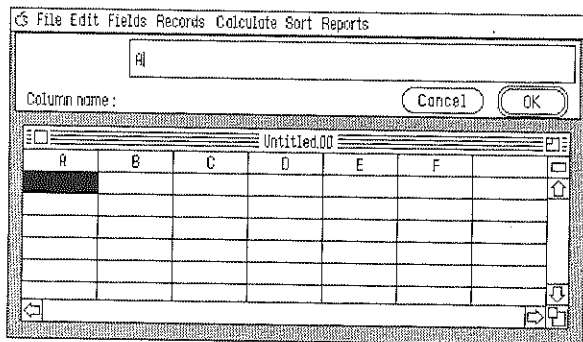 File Edit Fields Records Calculate Sort Reports
A
Column name:
Cancel OK
Untitled.00
A B C D E F